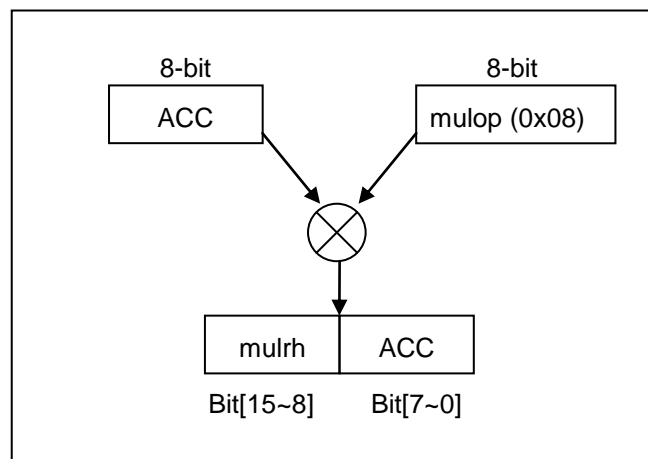 8-bit 8-bit
ACC mulop (0x08)
mulrh ACC
Bit[15~8] Bit[7~0]